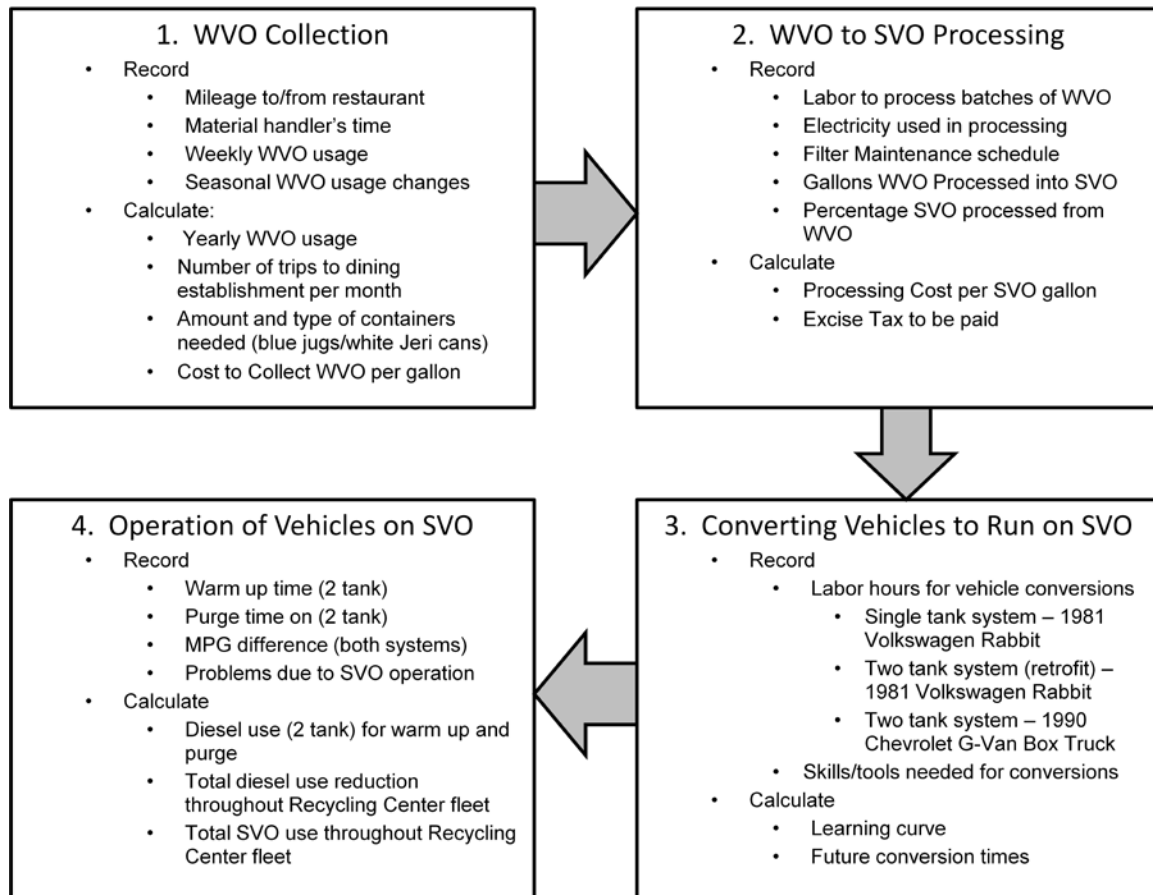 1. WVO Collection
• Record
• Mileage to/from restaurant
• Material handler's time
• Weekly WVO usage
• Seasonal WVO usage changes
• Calculate:
• Yearly WVO usage
• Number of trips to dining
establishment per month
• Amount and type of containers
needed (blue jugs/white Jeri cans)
• Cost to Collect WVO per gallon
2. WVO to SVO Processing
• Record
• Labor to process batches of WVO
• Electricity used in processing
• Filter Maintenance schedule
• Gallons WVO Processed into SVO
• Percentage SVO processed from
WVO
• Calculate
• Processing Cost per SVO gallon
• Excise Tax to be paid
3. Converting Vehicles to Run on SVO
• Record
• Labor hours for vehicle conversions
• Single tank system – 1981
Volkswagen Rabbit
• Two tank system (retrofit) –
1981 Volkswagen Rabbit
• Two tank system – 1990
Chevrolet G-Van Box Truck
• Skills/tools needed for conversions
• Calculate
• Learning curve
• Future conversion times
4. Operation of Vehicles on SVO
• Record
• Warm up time (2 tank)
• Purge time on (2 tank)
• MPG difference (both systems)
• Problems due to SVO operation
• Calculate
• Diesel use (2 tank) for warm up and
purge
• Total diesel use reduction
throughout Recycling Center fleet
• Total SVO use throughout Recycling
Center fleet